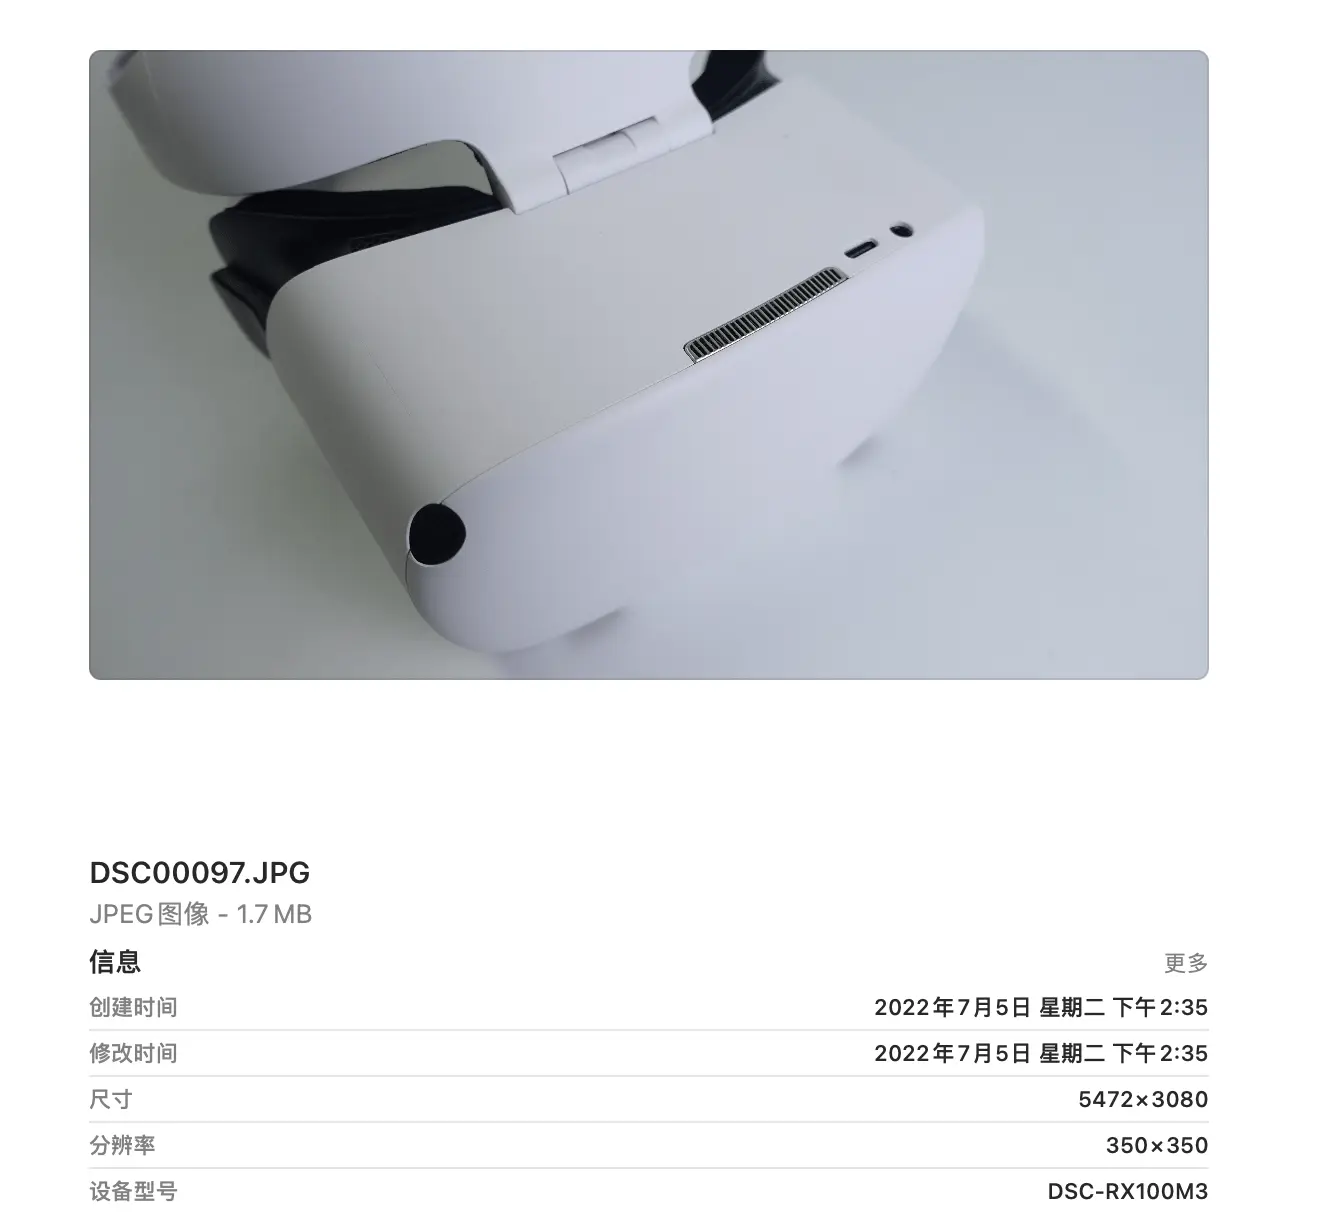 DSC00097.JPG
JPEG图像 - 1.7 MB
信息 更多
创建时间 2022年7月5日 星期二 下午2:35
修改时间 2022年7月5日 星期二 下午2:35
尺寸 5472×3080
分辨率 350×350
设备型号 DSC-RX100M3